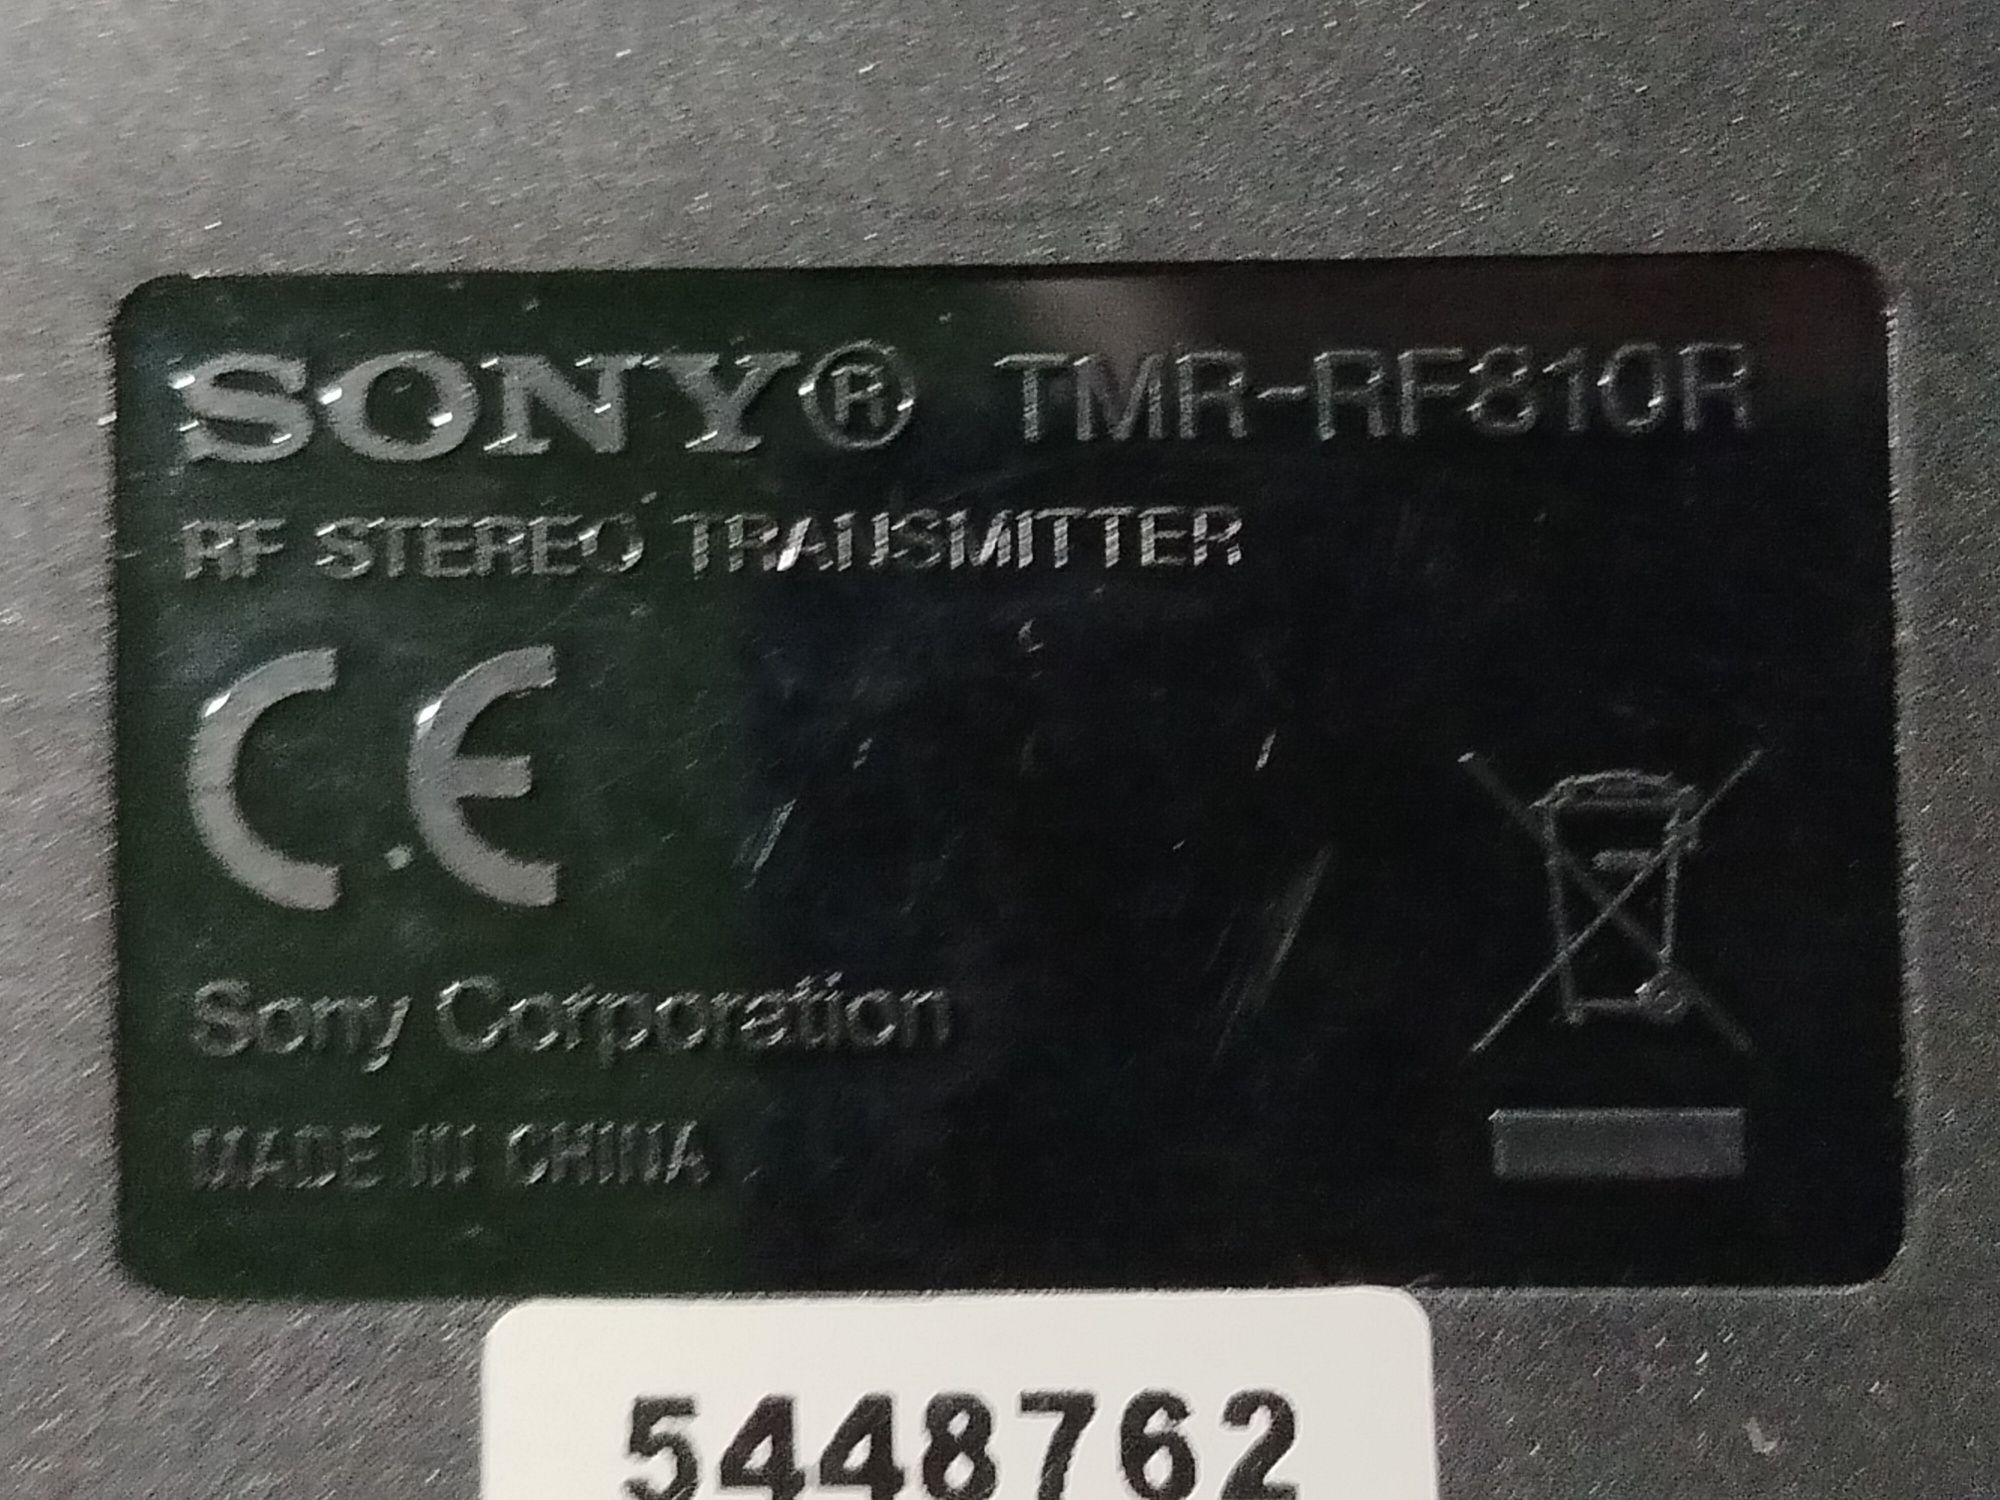 SONY® TMR-RF810R
RF STEREO TRANSMITTER
CE
Sony Corporation
MADE IN CHINA
5448762